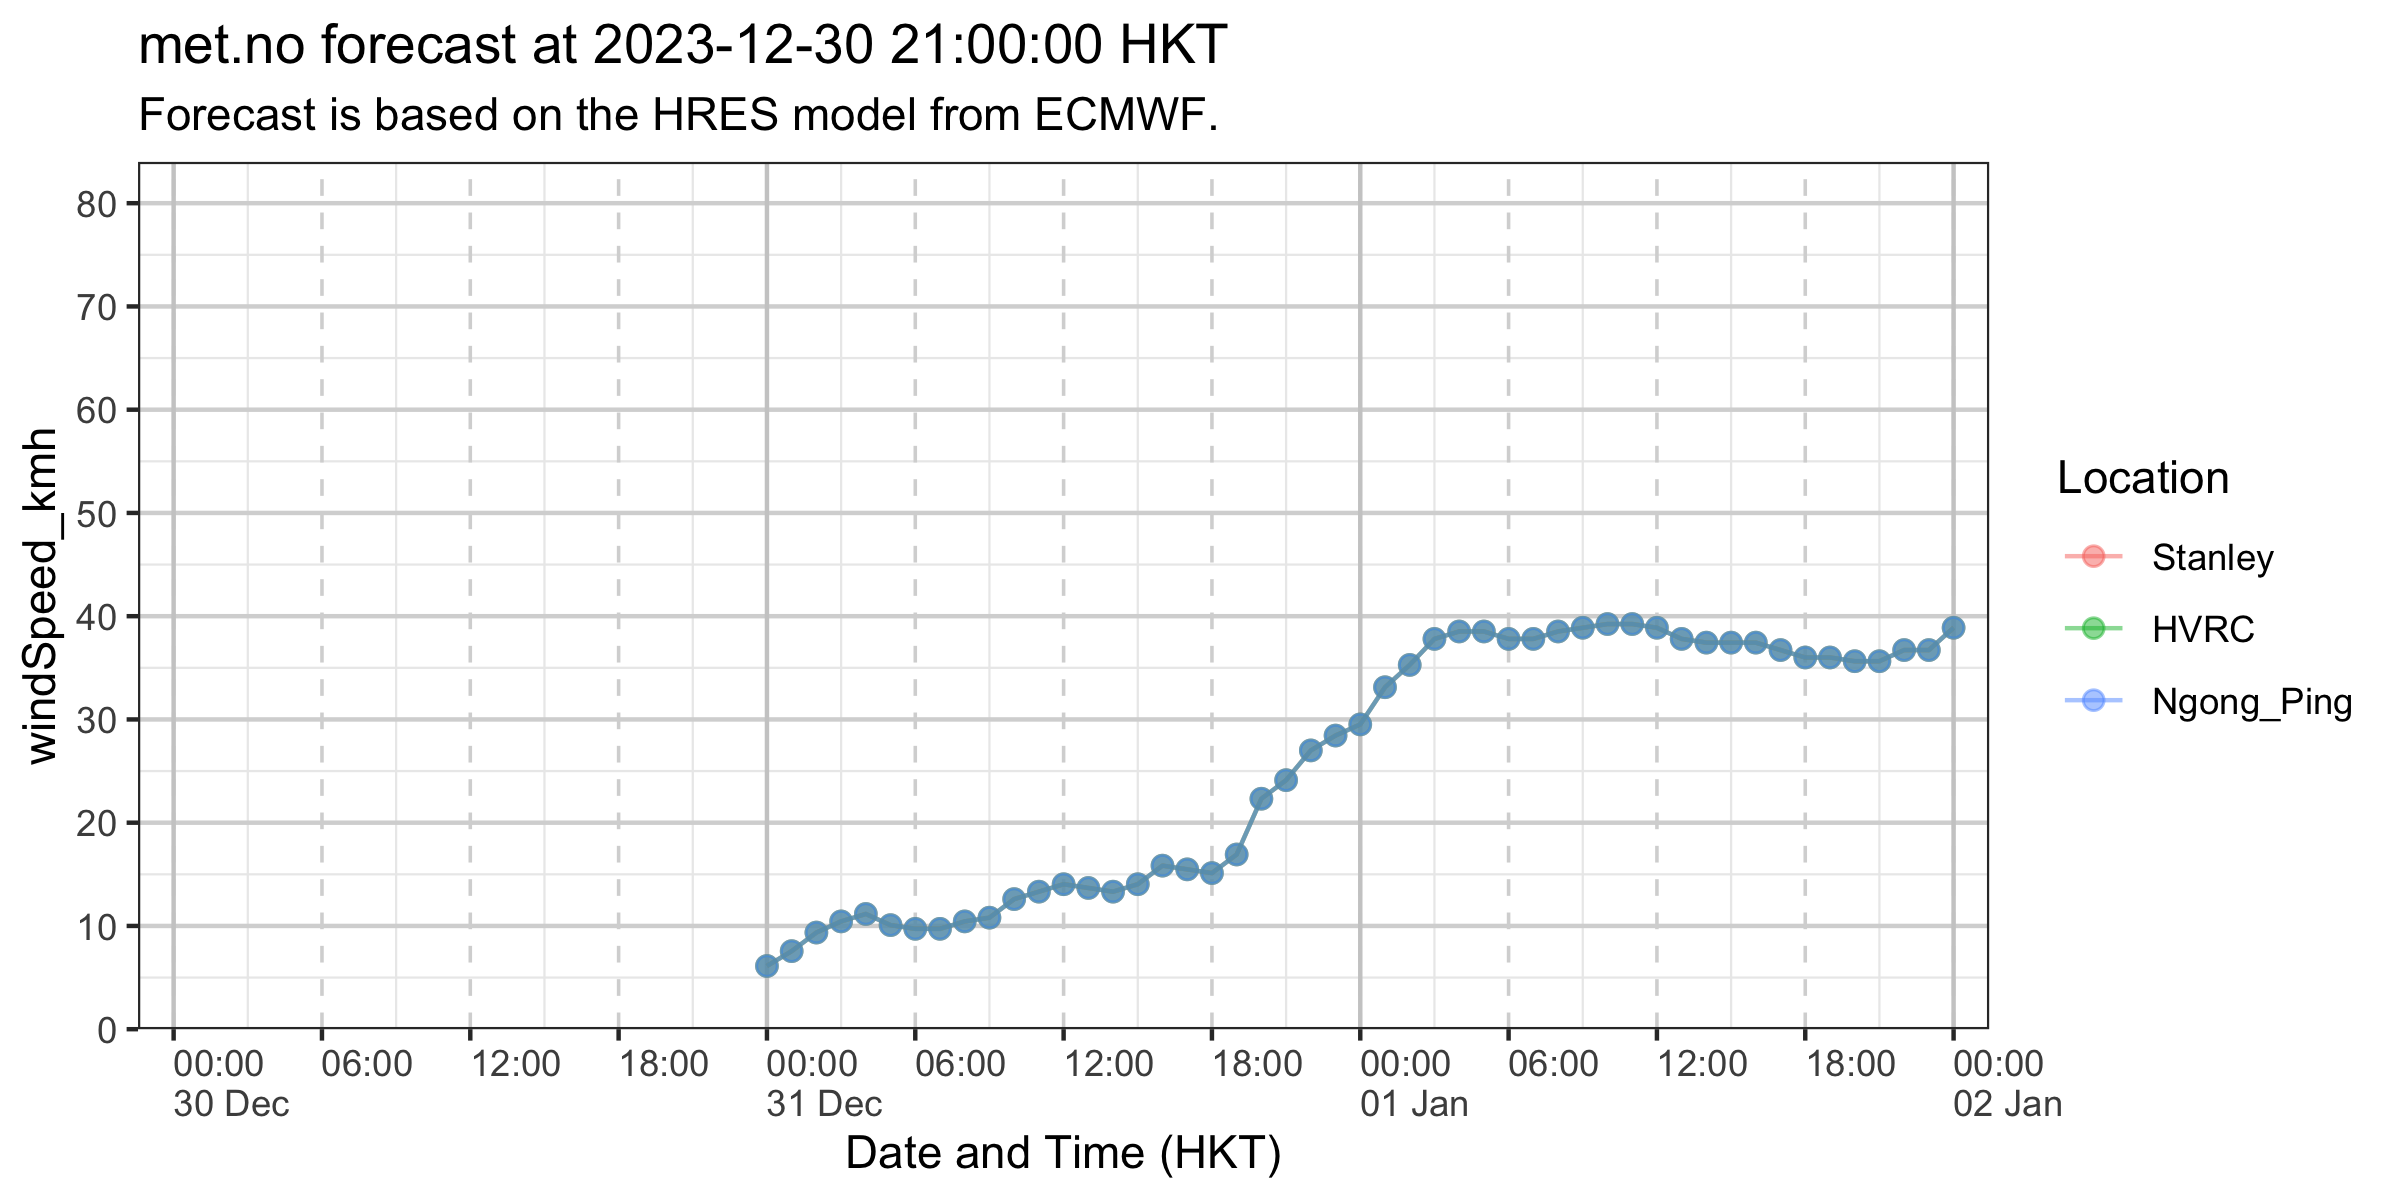 met.no forecast at 2023-12-30 21:00:00 HKT
Forecast is based on the HRES model from ECMWF.
windSpeed_kmh
80
70
60
50
40
30
20
10
0
00:00 06:00 12:00 18:00 00:00 06:00 12:00 18:00 00:00 06:00 12:00 18:00 00:00
30 Dec 31 Dec 01 Jan 02 Jan
Date and Time (HKT)
Location
Stanley
HVRC
Ngong_Ping